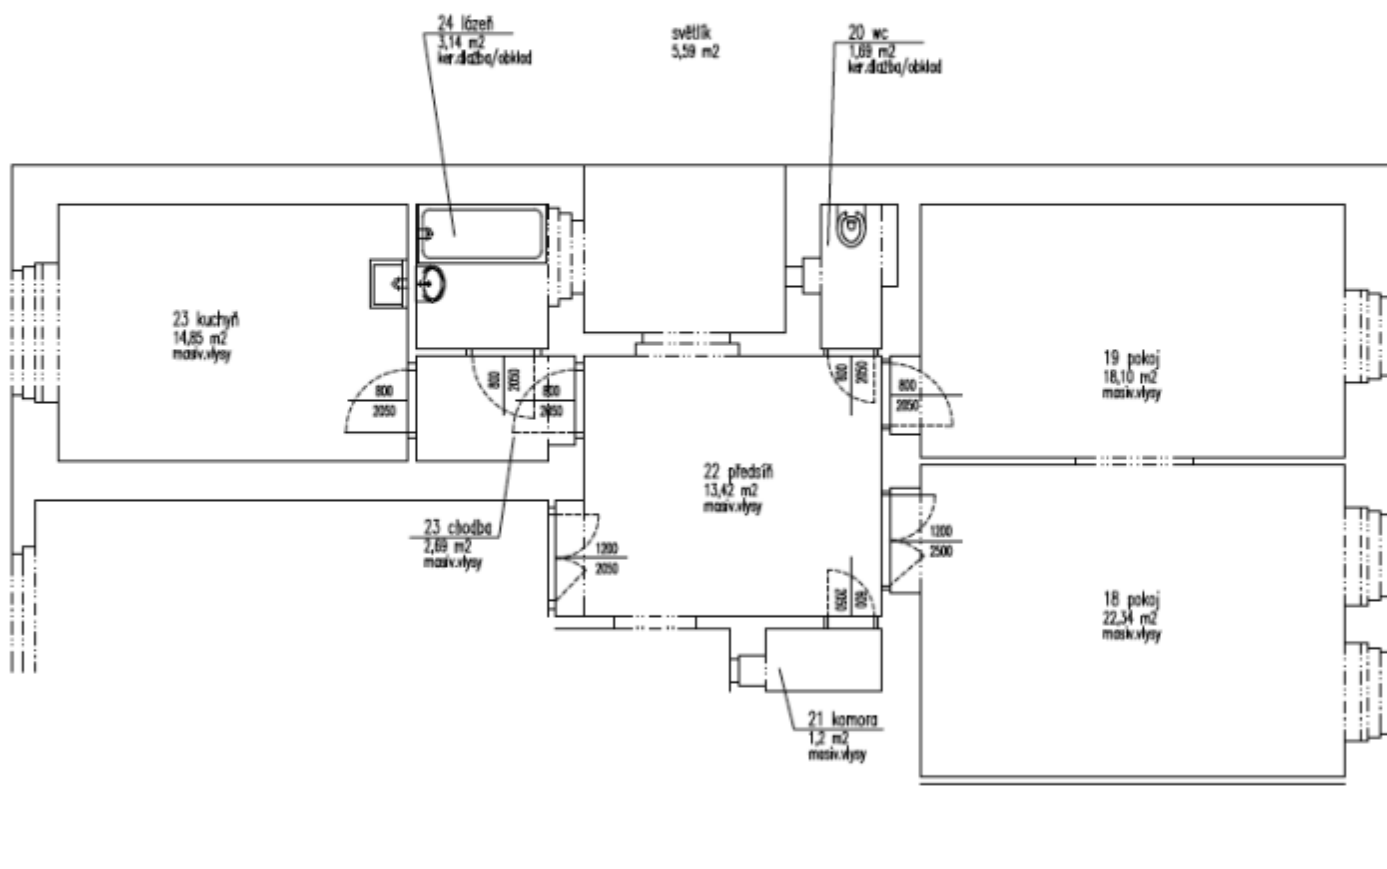 24 lázeň
3,14 m2
ker.dlažba/obklad
světlík
5,59 m2
20 wc
1,69 m2
ker.dlažba/obklad
23 kuchyň
14,85 m2
masiv.vlysy
800
2050
800
2050
800
2050
800
2050
800
2050
19 pokoj
18,10 m2
masiv.vlysy
22 předsíň
13,42 m2
masiv.vlysy
23 chodba
2,69 m2
masiv.vlysy
1200
2050
1200
2500
800
2050
18 pokoj
22,34 m2
masiv.vlysy
21 komora
1,2 m2
masiv.vlysy